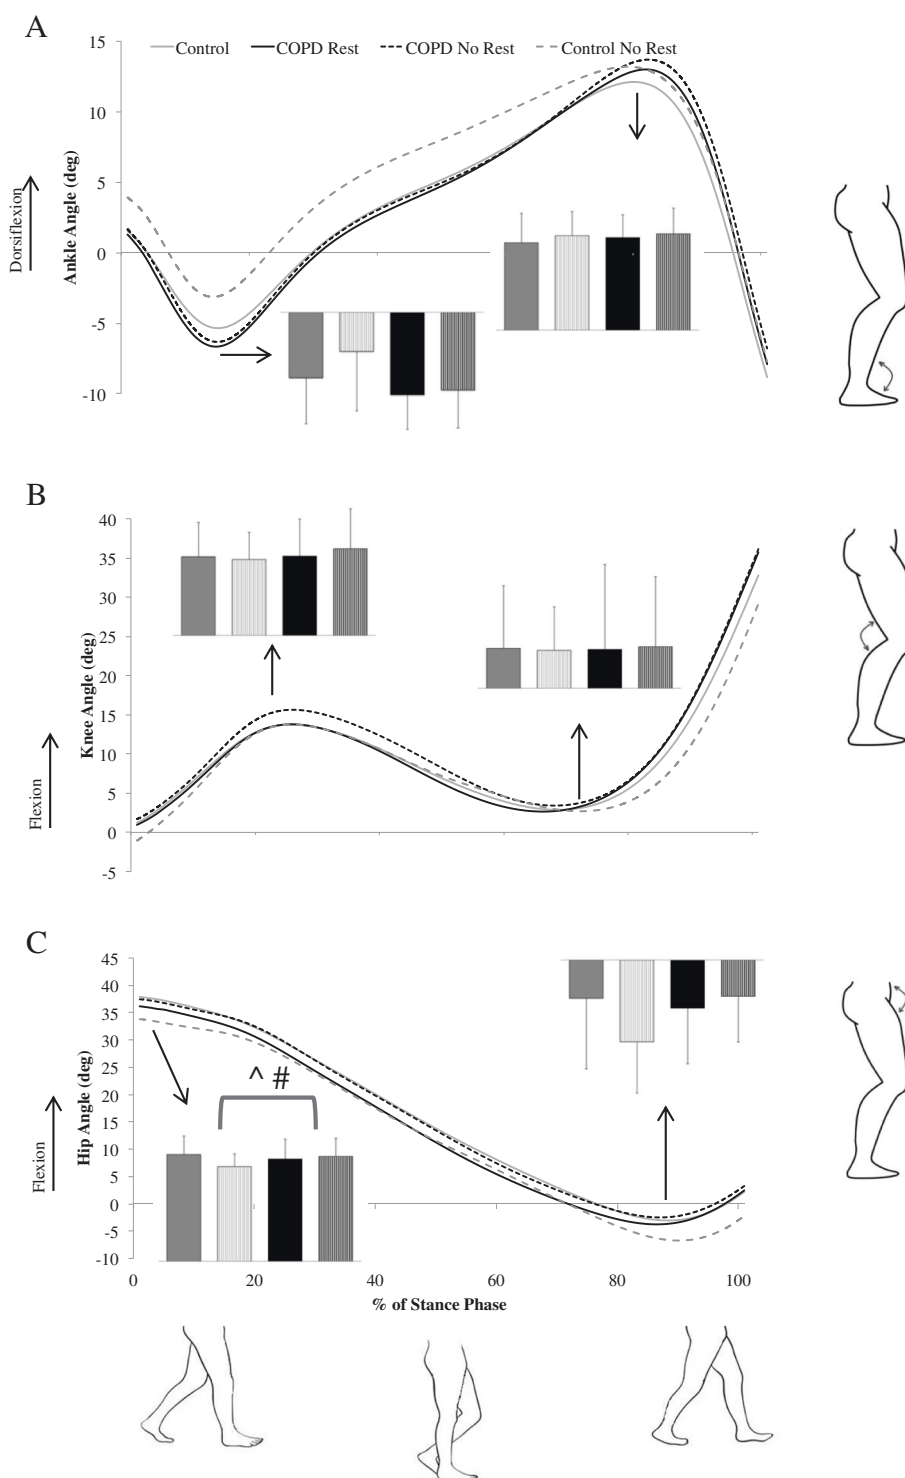 A
15
Control COPD Rest COPD No Rest Control No Rest
10
5
0
-5
-10
Ankle Angle (deg)
Dorsiflexion
B
40
35
30
25
20
15
10
5
0
-5
Knee Angle (deg)
Flexion
C
45
40
35
30
25
20
15
10
5
0
-5
-10
Hip Angle (deg)
Flexion
^ #
0 20 40 60 80 100
% of Stance Phase